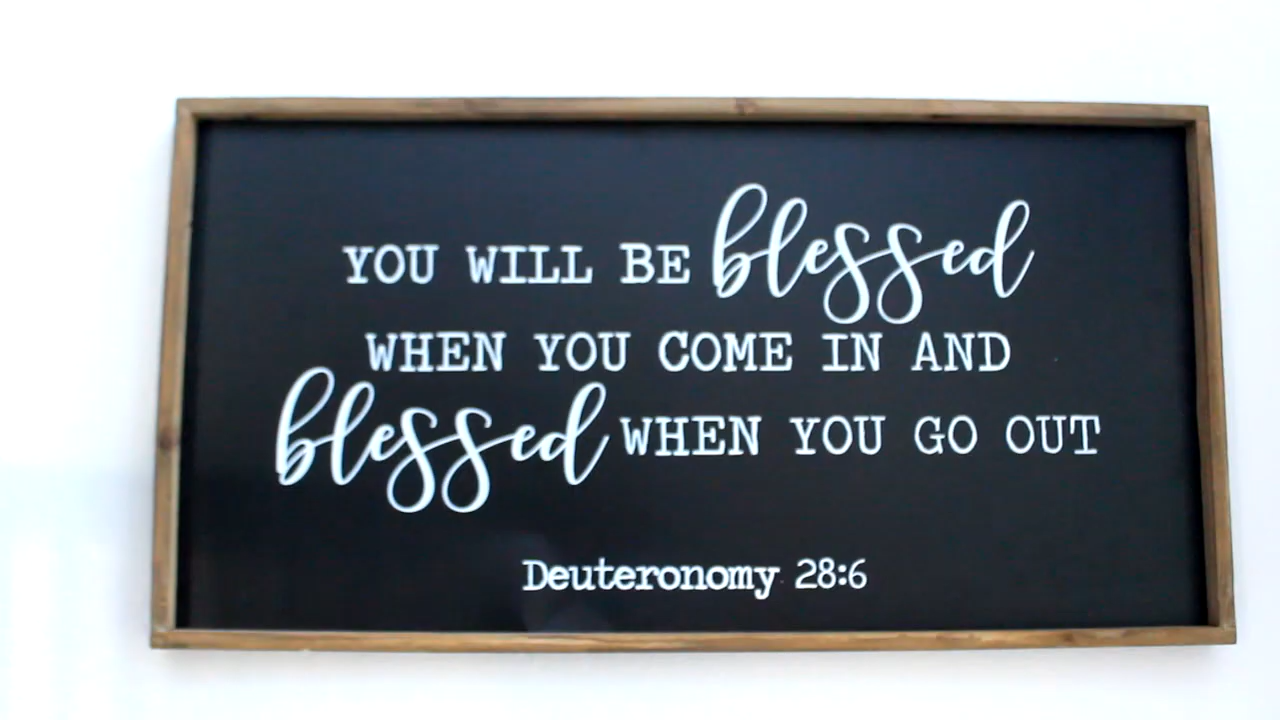 YOU WILL BE blessed
WHEN YOU COME IN AND
blessed WHEN YOU GO OUT
Deuteronomy 28:6